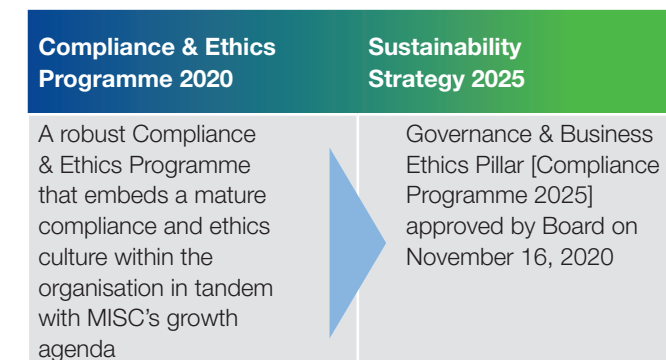 Compliance & Ethics
Programme 2020
Sustainability
Strategy 2025
A robust Compliance
& Ethics Programme
that embeds a mature
compliance and ethics
culture within the
organisation in tandem
with MISC's growth
agenda
Governance & Business
Ethics Pillar [Compliance
Programme 2025]
approved by Board on
November 16, 2020